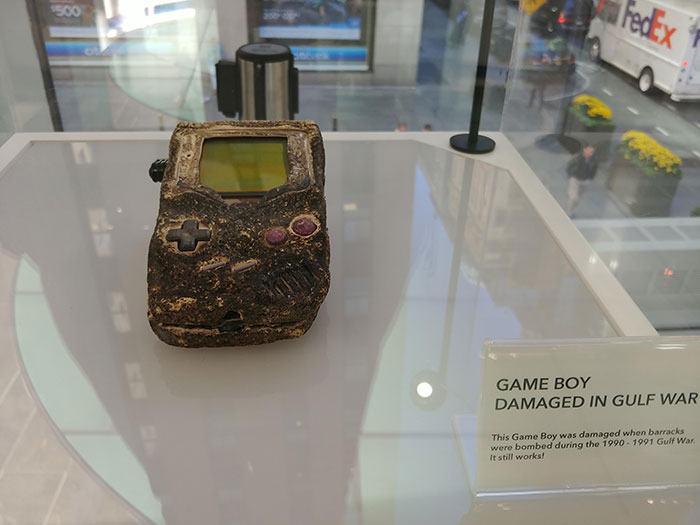 $500
FedEx
GAME BOY
DAMAGED IN GULF WAR
This Game Boy was damaged when barracks
were bombed during the 1990 - 1991 Gulf War.
It still works!